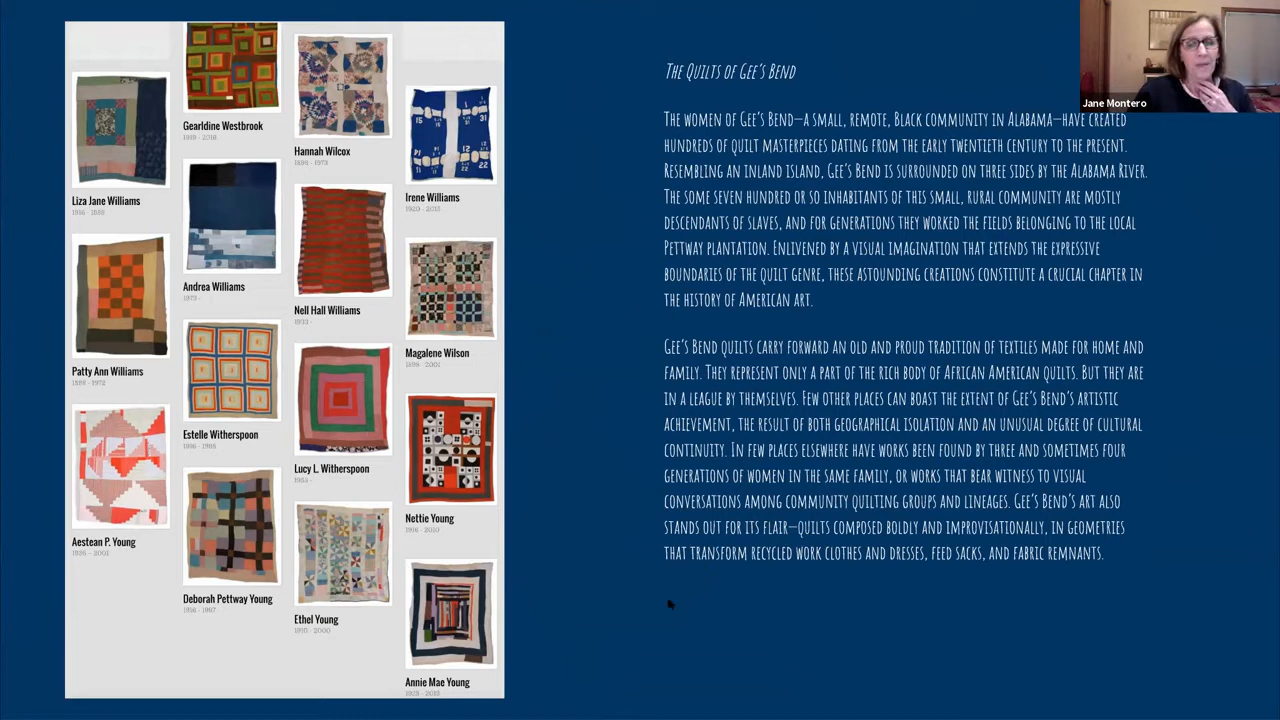 Gearldine Westbrook
Hannah Wilcox
Liza Jane Williams
Irene Williams
1920 - 2015
Andrea Williams
1973 -
Nell Hall Williams
1933 -
Magalene Wilson
1898 - 2001
Patty Ann Williams
1898 - 1972
Estelle Witherspoon
Lucy L. Witherspoon
1953 -
Nettie Young
1916 - 2010
Aestean P. Young
Deborah Pettway Young
1916 - 1997
Ethel Young
Annie Mae Young
THE QUILTS OF GEE'S BEND
THE WOMEN OF GEE'S BEND—A SMALL, REMOTE, BLACK COMMUNITY IN ALABAMA—HAVE CREATED
HUNDREDS OF QUILT MASTERPIECES DATING FROM THE EARLY TWENTIETH CENTURY TO THE PRESENT.
RESEMBLING AN INLAND ISLAND, GEE'S BEND IS SURROUNDED ON THREE SIDES BY THE ALABAMA RIVER.
THE SOME SEVEN HUNDRED OR SO INHABITANTS OF THIS SMALL, RURAL COMMUNITY ARE MOSTLY
DESCENDANTS OF SLAVES, AND FOR GENERATIONS THEY WORKED THE FIELDS BELONGING TO THE LOCAL
PETTWAY PLANTATION. ENLIVENED BY A VISUAL IMAGINATION THAT EXTENDS THE EXPRESSIVE
BOUNDARIES OF THE QUILT GENRE, THESE ASTOUNDING CREATIONS CONSTITUTE A CRUCIAL CHAPTER IN
THE HISTORY OF AMERICAN ART.
GEE'S BEND QUILTS CARRY FORWARD AN OLD AND PROUD TRADITION OF TEXTILES MADE FOR HOME AND
FAMILY. THEY REPRESENT ONLY A PART OF THE RICH BODY OF AFRICAN AMERICAN QUILTS. BUT THEY ARE
IN A LEAGUE BY THEMSELVES. FEW OTHER PLACES CAN BOAST THE EXTENT OF GEE'S BEND'S ARTISTIC
ACHIEVEMENT, THE RESULT OF BOTH GEOGRAPHICAL ISOLATION AND AN UNUSUAL DEGREE OF CULTURAL
CONTINUITY. IN FEW PLACES ELSEWHERE HAVE WORKS BEEN FOUND BY THREE AND SOMETIMES FOUR
GENERATIONS OF WOMEN IN THE SAME FAMILY, OR WORKS THAT BEAR WITNESS TO VISUAL
CONVERSATIONS AMONG COMMUNITY QUILTING GROUPS AND LINEAGES. GEE'S BEND'S ART ALSO
STANDS OUT FOR ITS FLAIR—QUILTS COMPOSED BOLDLY AND IMPROVISATIONALLY, IN GEOMETRIES
THAT TRANSFORM RECYCLED WORK CLOTHES AND DRESSES, FEED SACKS, AND FABRIC REMNANTS.
Jane Montero